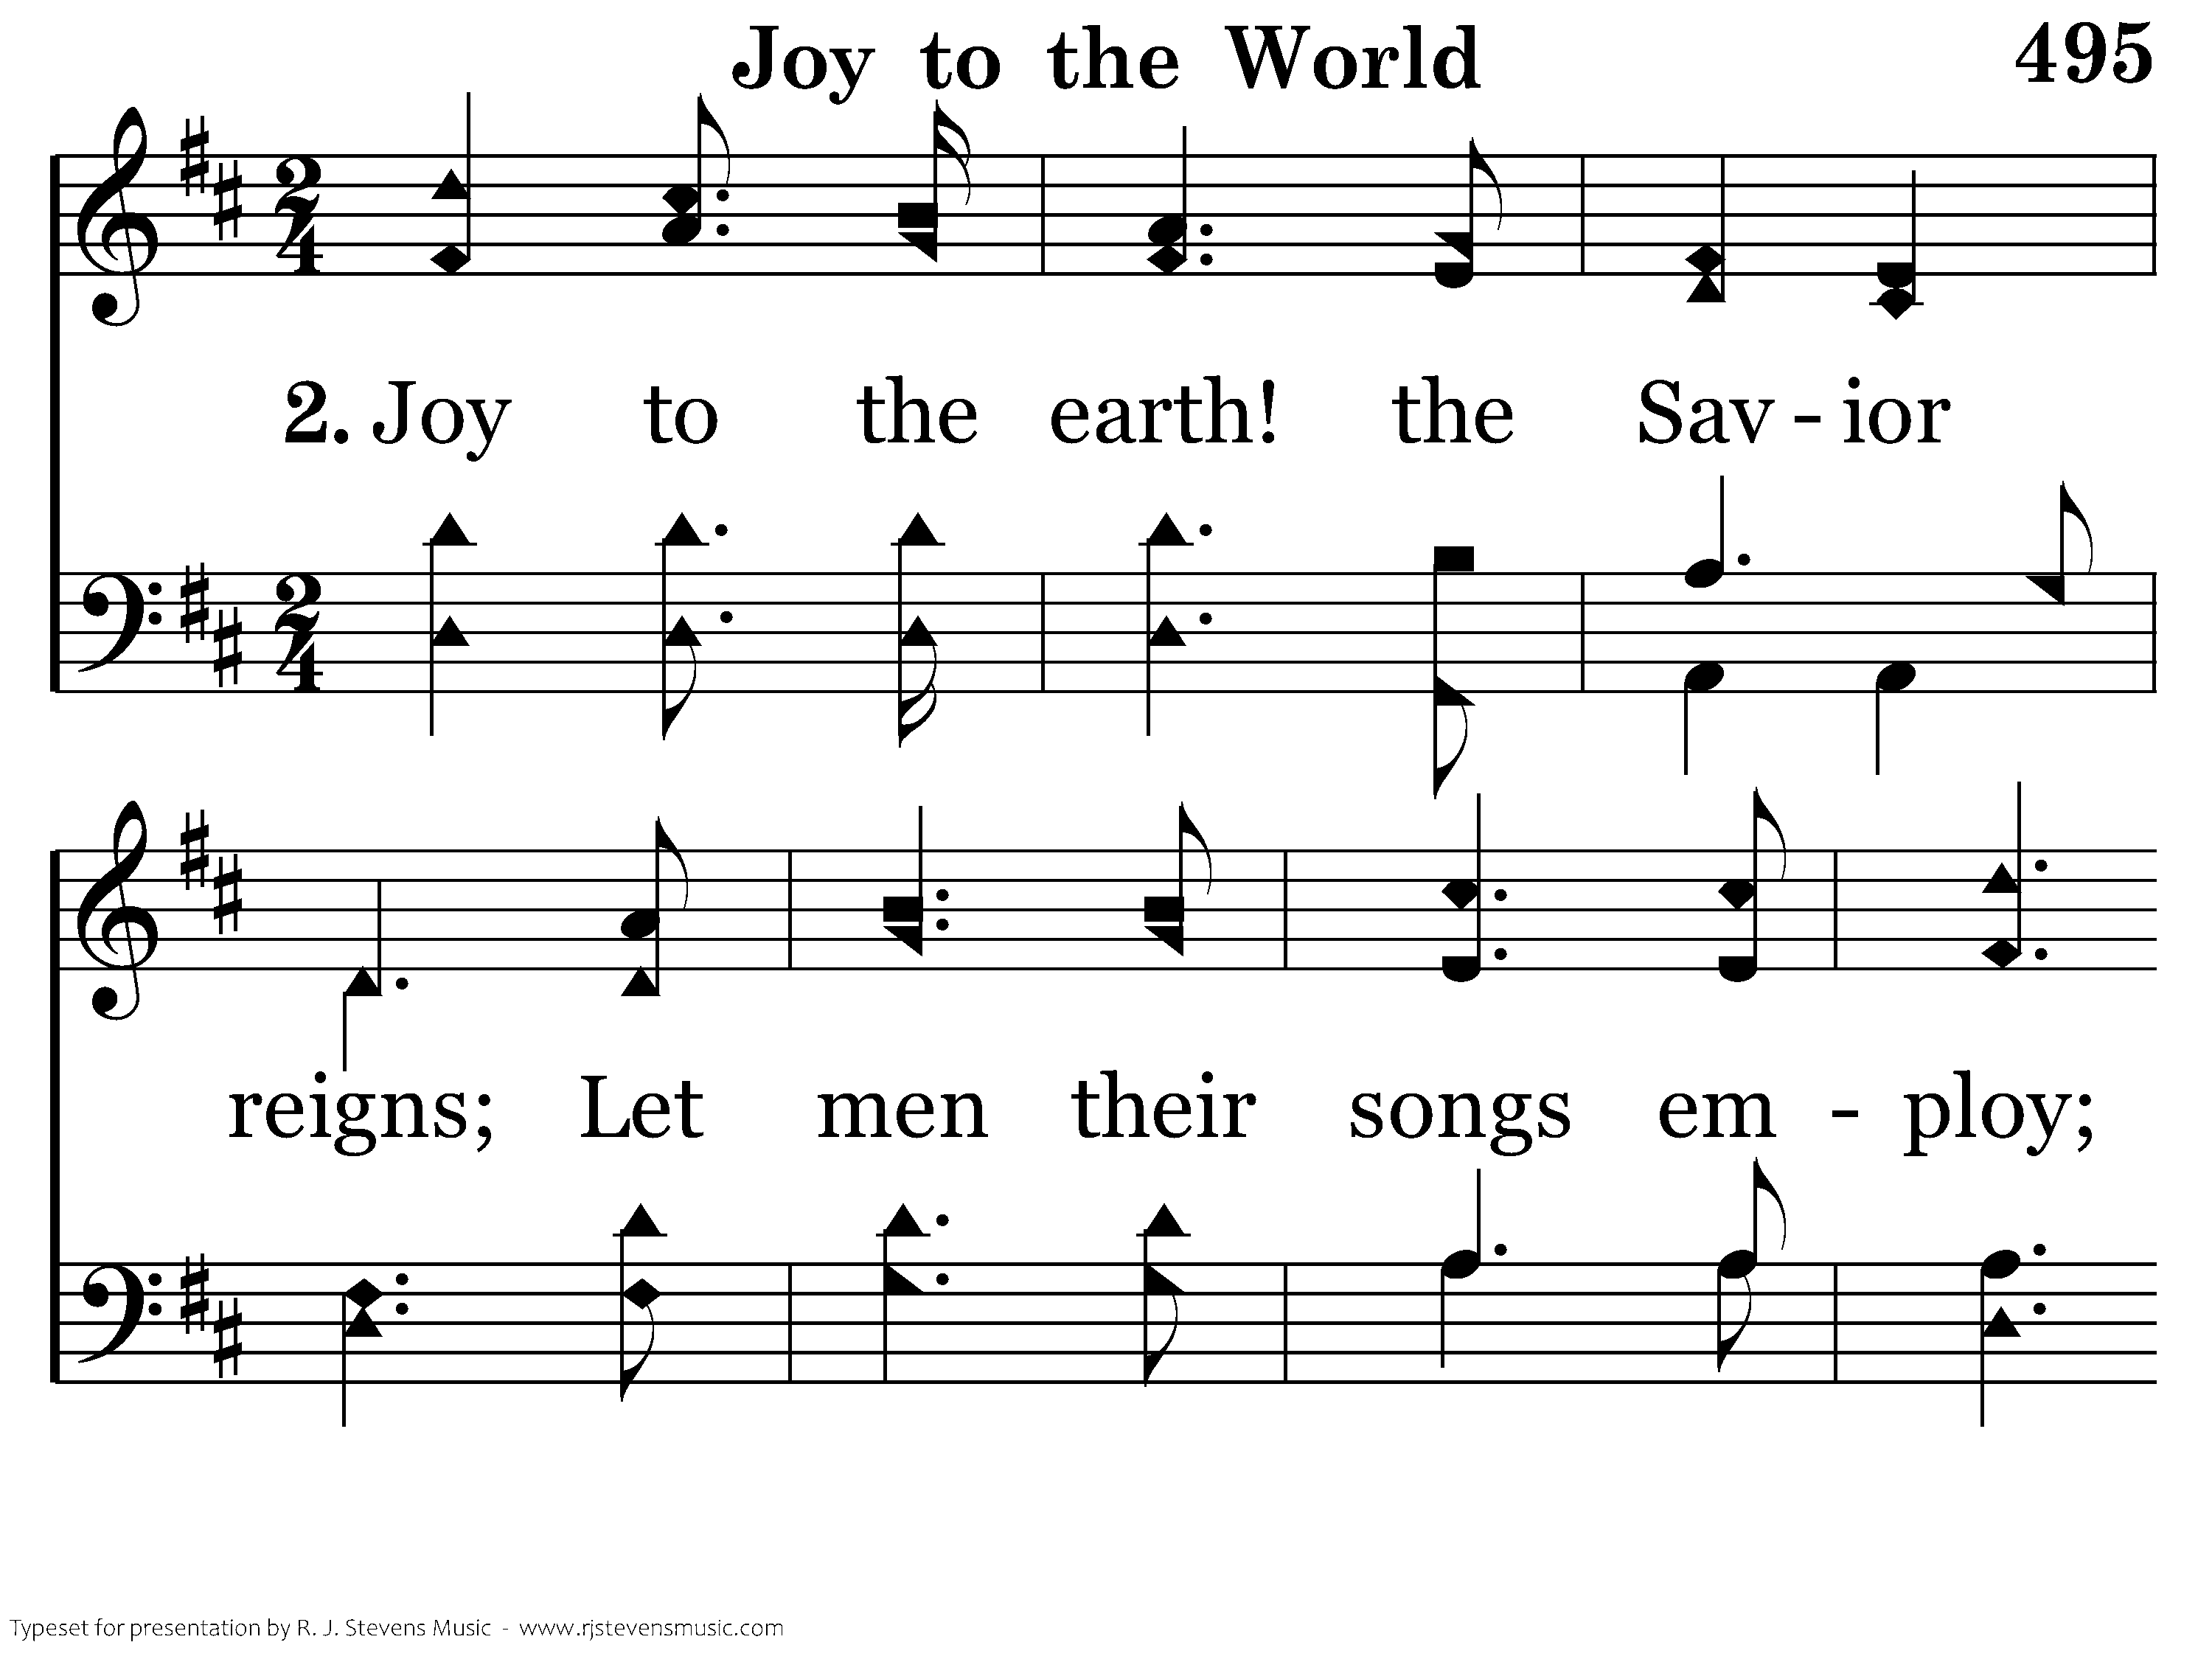 Joy to the World 495
2. Joy to the earth! the Sav - ior
reigns; Let men their songs em - ploy;
Typeset for presentation by R. J. Stevens Music - www.rjstevensmusic.com